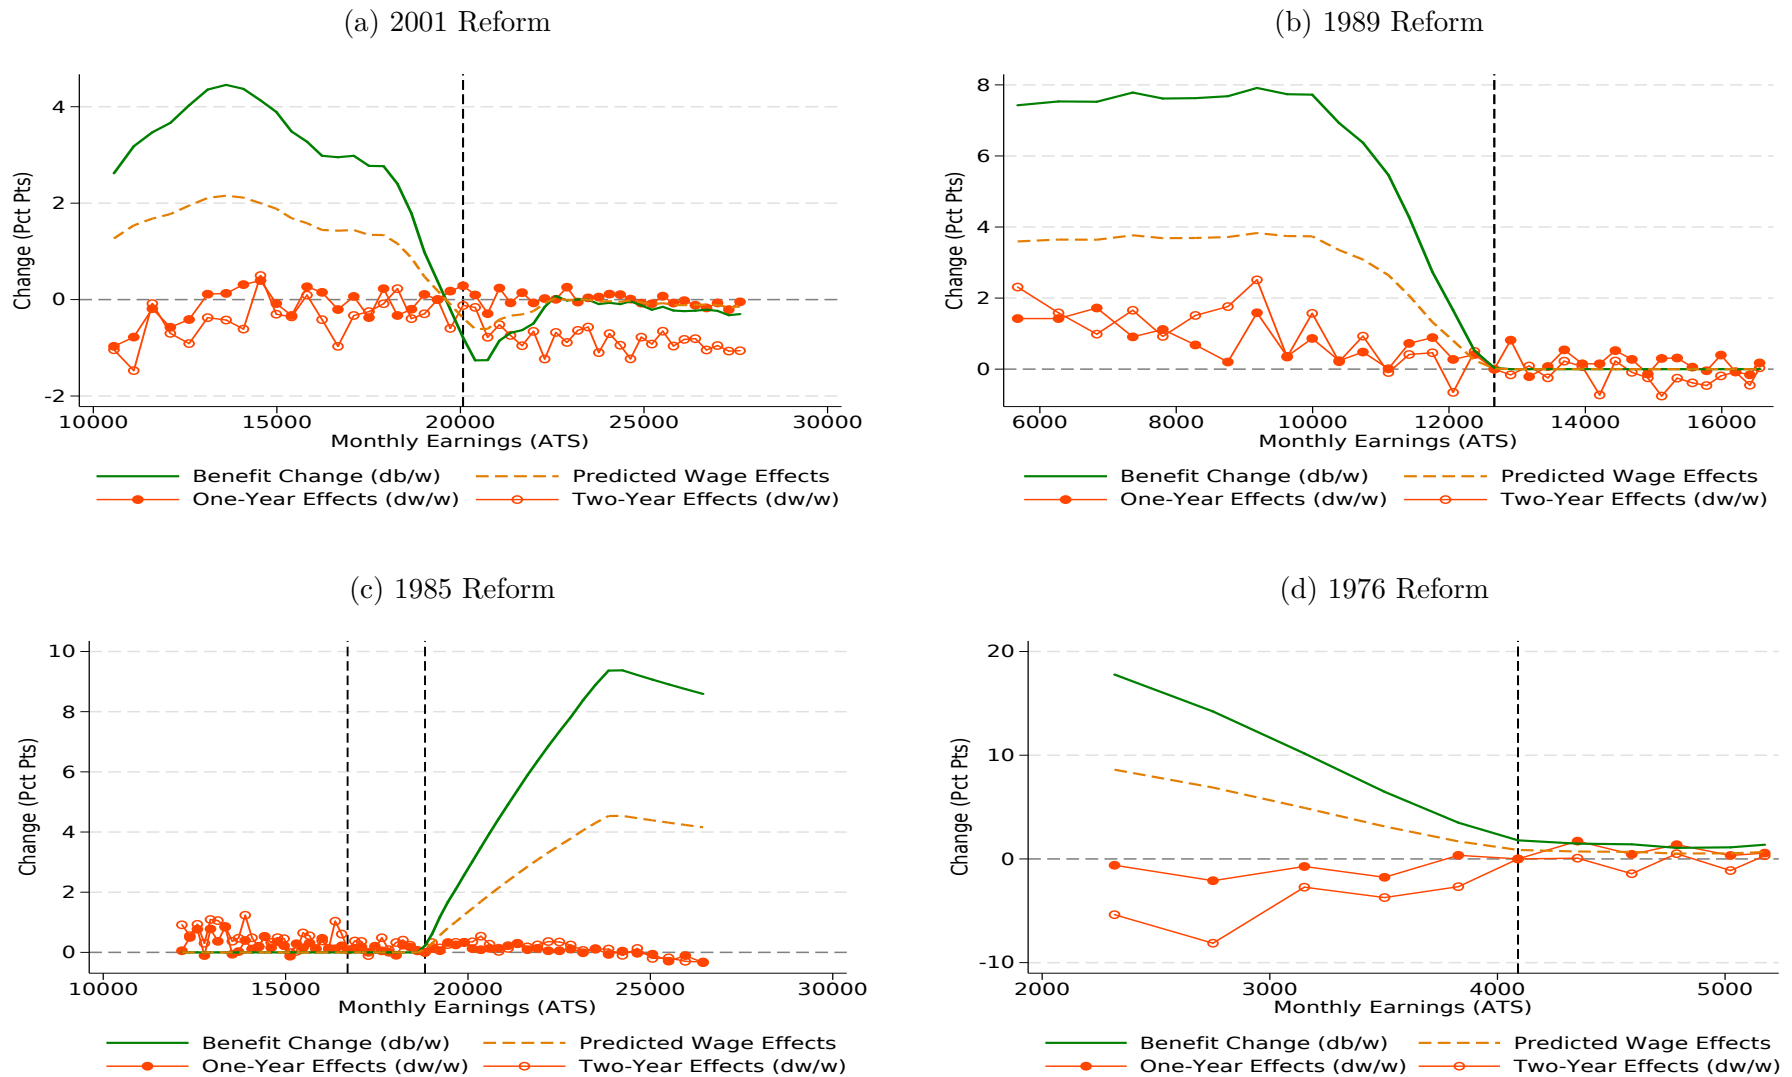 (a) 2001 Reform
Change (Pct Pts)
4
2
0
-2
10000 15000 20000 25000 30000
Monthly Earnings (ATS)
Benefit Change (db/w) Predicted Wage Effects
One-Year Effects (dw/w) Two-Year Effects (dw/w)
(b) 1989 Reform
Change (Pct Pts)
8
6
4
2
0
6000 8000 10000 12000 14000 16000
Monthly Earnings (ATS)
Benefit Change (db/w) Predicted Wage Effects
One-Year Effects (dw/w) Two-Year Effects (dw/w)
(c) 1985 Reform
Change (Pct Pts)
10
8
6
4
2
0
10000 15000 20000 25000 30000
Monthly Earnings (ATS)
Benefit Change (db/w) Predicted Wage Effects
One-Year Effects (dw/w) Two-Year Effects (dw/w)
(d) 1976 Reform
Change (Pct Pts)
20
10
0
-10
2000 3000 4000 5000
Monthly Earnings (ATS)
Benefit Change (db/w) Predicted Wage Effects
One-Year Effects (dw/w) Two-Year Effects (dw/w)